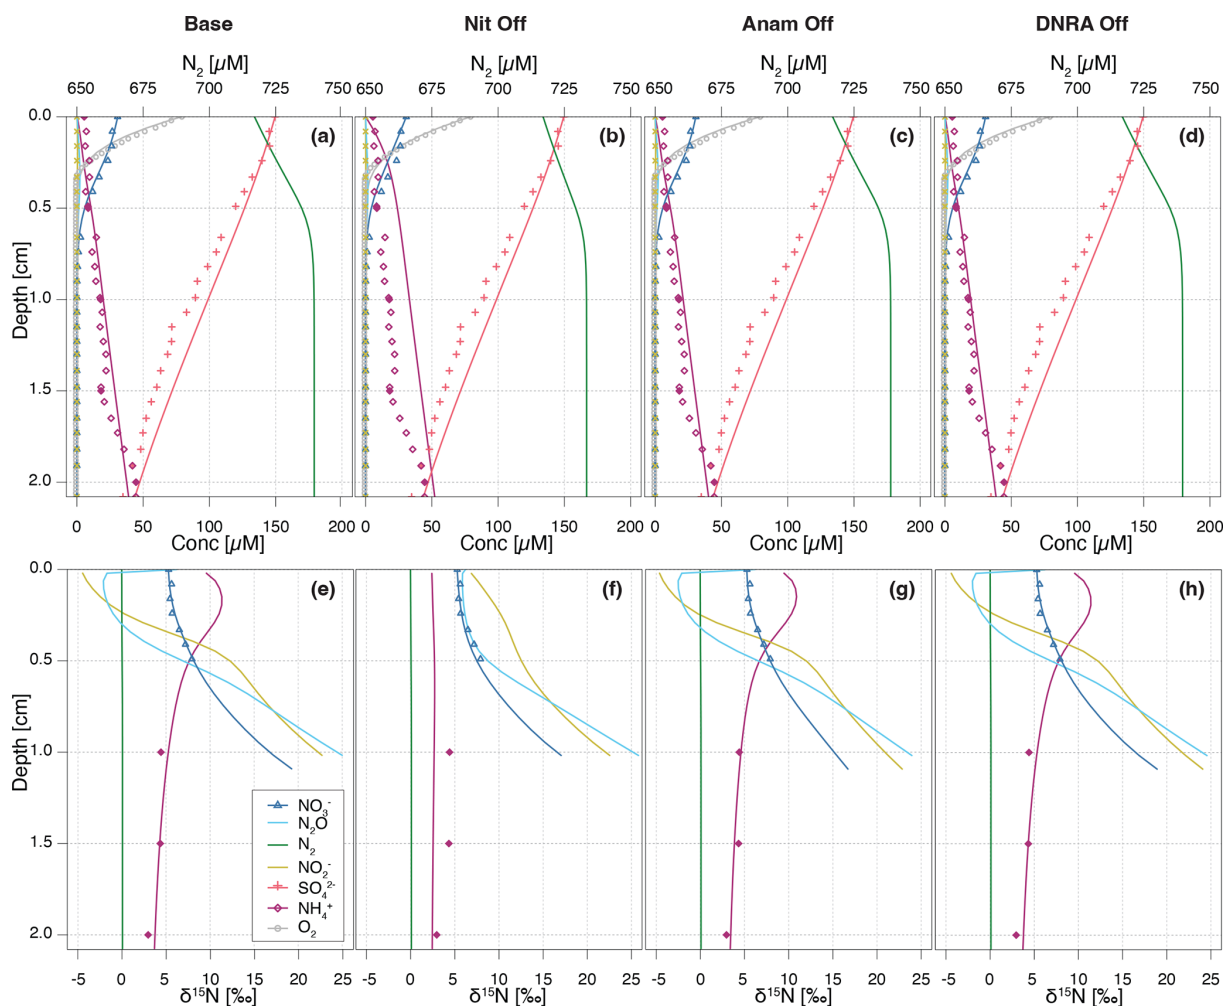 Base Nit Off Anam Off DNRA Off
N₂ [µM] N₂ [µM] N₂ [µM] N₂ [µM]
650 675 710 725 750 650 675 700 725 750 650 675 700 725 750 650 675 700 725 750
(a) (b) (c) (d)
0.0
0.5
1.0
1.5
2.0
Depth [cm]
0 50 100 150 200 0 50 100 150 200 0 50 100 150 200 0 50 100 150 200
Conc [µM] Conc [µM] Conc [µM] Conc [µM]
(e) (f) (g) (h)
0.0
0.5
1.0
1.5
2.0
Depth [cm]
NO₃⁻
N₂O
N₂
NO₂⁻
SO₄²⁻
NH₄⁺
O₂
-5 0 5 10 15 20 25 -5 0 5 10 15 20 25 -5 0 5 10 15 20 25 -5 0 5 10 15 20 25
δ¹⁵N [‰] δ¹⁵N [‰] δ¹⁵N [‰] δ¹⁵N [‰]